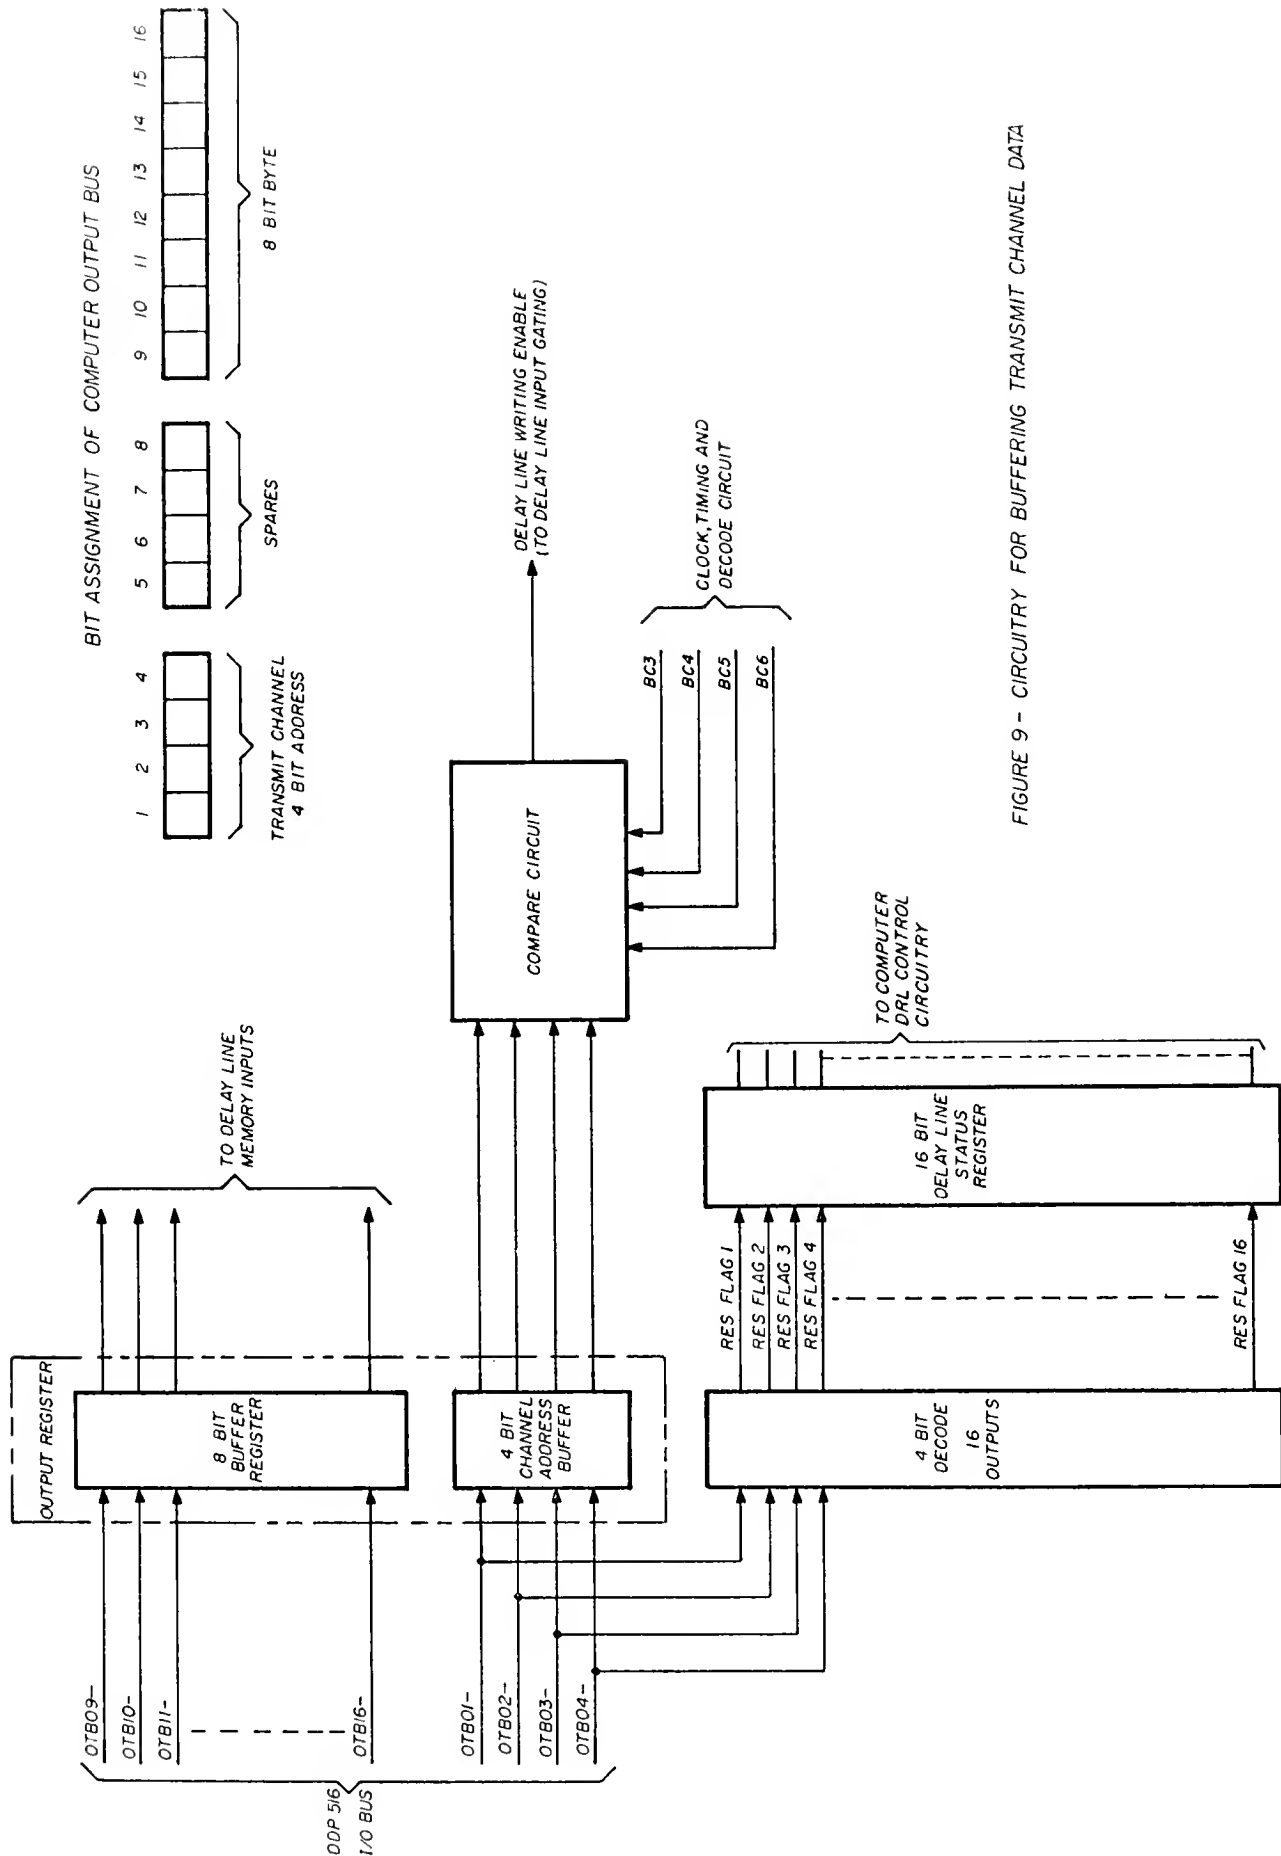 BIT ASSIGNMENT OF COMPUTER OUTPUT BUS
1 2 3 4 5 6 7 8 9 10 11 12 13 14 15 16
TRANSMIT CHANNEL
4 BIT ADDRESS
SPARES
8 BIT BYTE
DDP 516
I/O BUS
OTB09-
OTB10-
OTB11-
OTB16-
OTB01-
OTB02-
OTB03-
OTB04-
OUTPUT REGISTER
8 BIT
BUFFER
REGISTER
4 BIT
CHANNEL
ADDRESS
BUFFER
TO DELAY LINE
MEMORY INPUTS
COMPARE CIRCUIT
DELAY LINE WRITING ENABLE
(TO DELAY LINE INPUT GATING)
BC3
BC4
BC5
BC6
CLOCK, TIMING AND
DECODE CIRCUIT
4 BIT
DECODE
16
OUTPUTS
RES FLAG 1
RES FLAG 2
RES FLAG 3
RES FLAG 4
RES FLAG 16
16 BIT
DELAY LINE
STATUS
REGISTER
TO COMPUTER
DRL CONTROL
CIRCUITRY
FIGURE 9- CIRCUITRY FOR BUFFERING TRANSMIT CHANNEL DATA